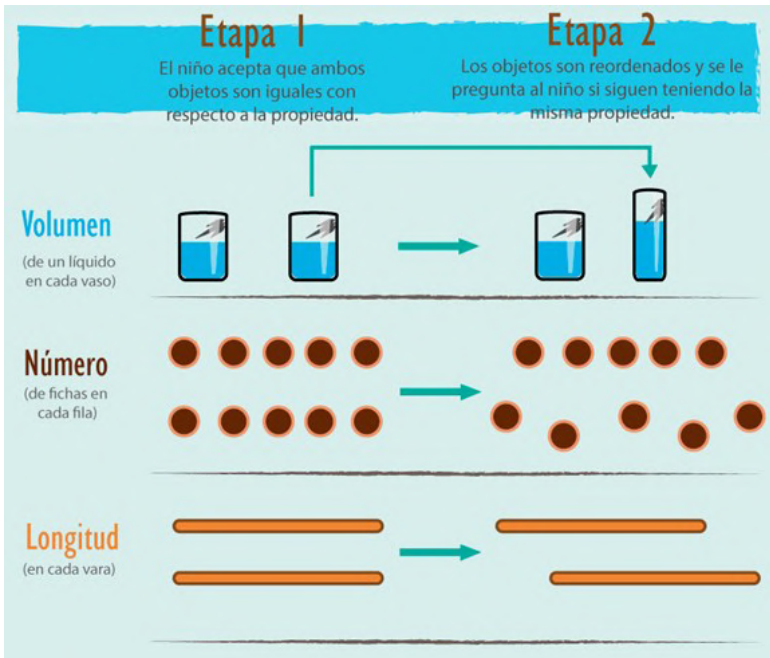 Etapa 1
El niño acepta que ambos
objetos son iguales con
respecto a la propiedad.
Etapa 2
Los objetos son reordenados y se le
pregunta al niño si siguen teniendo la
misma propiedad.
Volumen
(de un líquido
en cada vaso)
Número
(de fichas en
cada fila)
Longitud
(en cada vara)